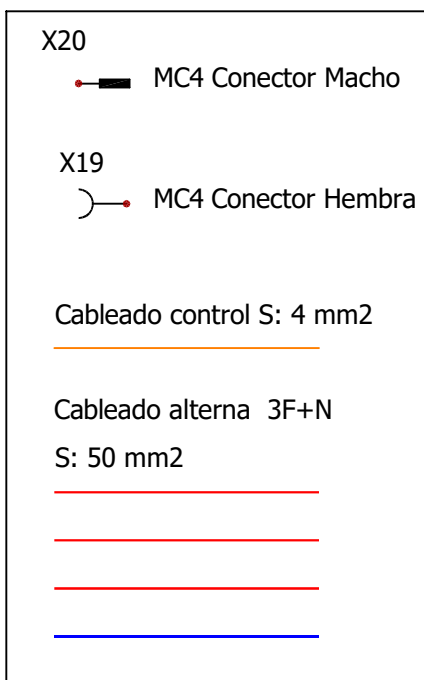 X20
MC4 Conector Macho
X19
MC4 Conector Hembra
Cableado control S: 4 mm2
Cableado alterna  3F+N
S: 50 mm2